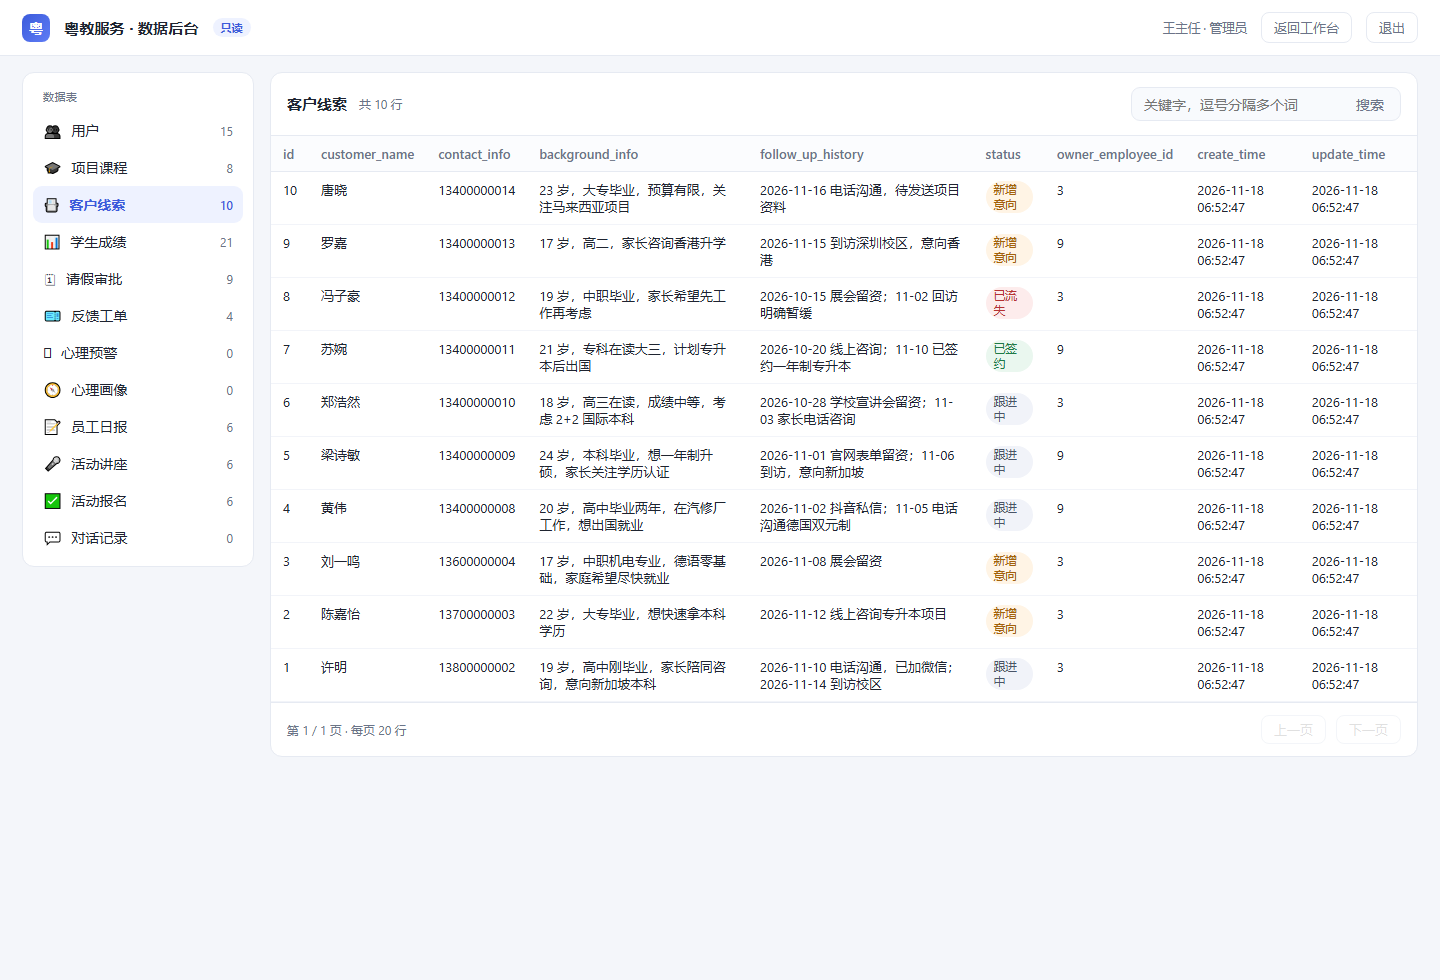 粤 粤教服务 · 数据后台 只读 王主任 · 管理员 返回工作台 退出
数据表
用户 15
项目课程 8
客户线索 10
学生成绩 21
请假审批 9
反馈工单 4
心理预警 0
心理画像 0
员工日报 6
活动讲座 6
活动报名 6
对话记录 0
客户线索 共 10 行 关键字，逗号分隔多个词 搜索
id customer_name contact_info background_info follow_up_history status owner_employee_id create_time update_time
10 唐晓 13400000014 23 岁，大专毕业，预算有限，关 2026-11-16 电话沟通，待发送项目 新增 3 2026-11-18 2026-11-18
注马来西亚项目 资料 意向 06:52:47 06:52:47
9 罗嘉 13400000013 17 岁，高二，家长咨询香港升学 2026-11-15 到访深圳校区，意向香 新增 9 2026-11-18 2026-11-18
港 意向 06:52:47 06:52:47
8 冯子豪 13400000012 19 岁，中职毕业，家长希望先工 2026-10-15 展会留资；11-02 回访 已流 3 2026-11-18 2026-11-18
作再考虑 明确暂缓 失 06:52:47 06:52:47
7 苏婉 13400000011 21 岁，专科在读大三，计划专升 2026-10-20 线上咨询；11-10 已签 已签 9 2026-11-18 2026-11-18
本后出国 约一年制专升本 约 06:52:47 06:52:47
6 郑浩然 13400000010 18 岁，高三在读，成绩中等，考 2026-10-28 学校宣讲会留资；11- 跟进 3 2026-11-18 2026-11-18
虑 2+2 国际本科 03 家长电话咨询 中 06:52:47 06:52:47
5 梁诗敏 13400000009 24 岁，本科毕业，想一年制升 2026-11-01 官网表单留资；11-06 跟进 9 2026-11-18 2026-11-18
硕，家长关注学历认证 到访，意向新加坡 中 06:52:47 06:52:47
4 黄伟 13400000008 20 岁，高中毕业两年，在汽修厂 2026-11-02 抖音私信；11-05 电话 跟进 9 2026-11-18 2026-11-18
工作，想出国就业 沟通德国双元制 中 06:52:47 06:52:47
3 刘一鸣 13600000004 17 岁，中职机电专业，德语零基 2026-11-08 展会留资 新增 3 2026-11-18 2026-11-18
础，家庭希望尽快就业 意向 06:52:47 06:52:47
2 陈嘉怡 13700000003 22 岁，大专毕业，想快速拿本科 2026-11-12 线上咨询专升本项目 新增 3 2026-11-18 2026-11-18
学历 意向 06:52:47 06:52:47
1 许明 13800000002 19 岁，高中刚毕业，家长陪同咨 2026-11-10 电话沟通，已加微信； 跟进 3 2026-11-18 2026-11-18
询，意向新加坡本科 2026-11-14 到访校区 中 06:52:47 06:52:47
第 1 / 1 页 · 每页 20 行 上一页 下一页